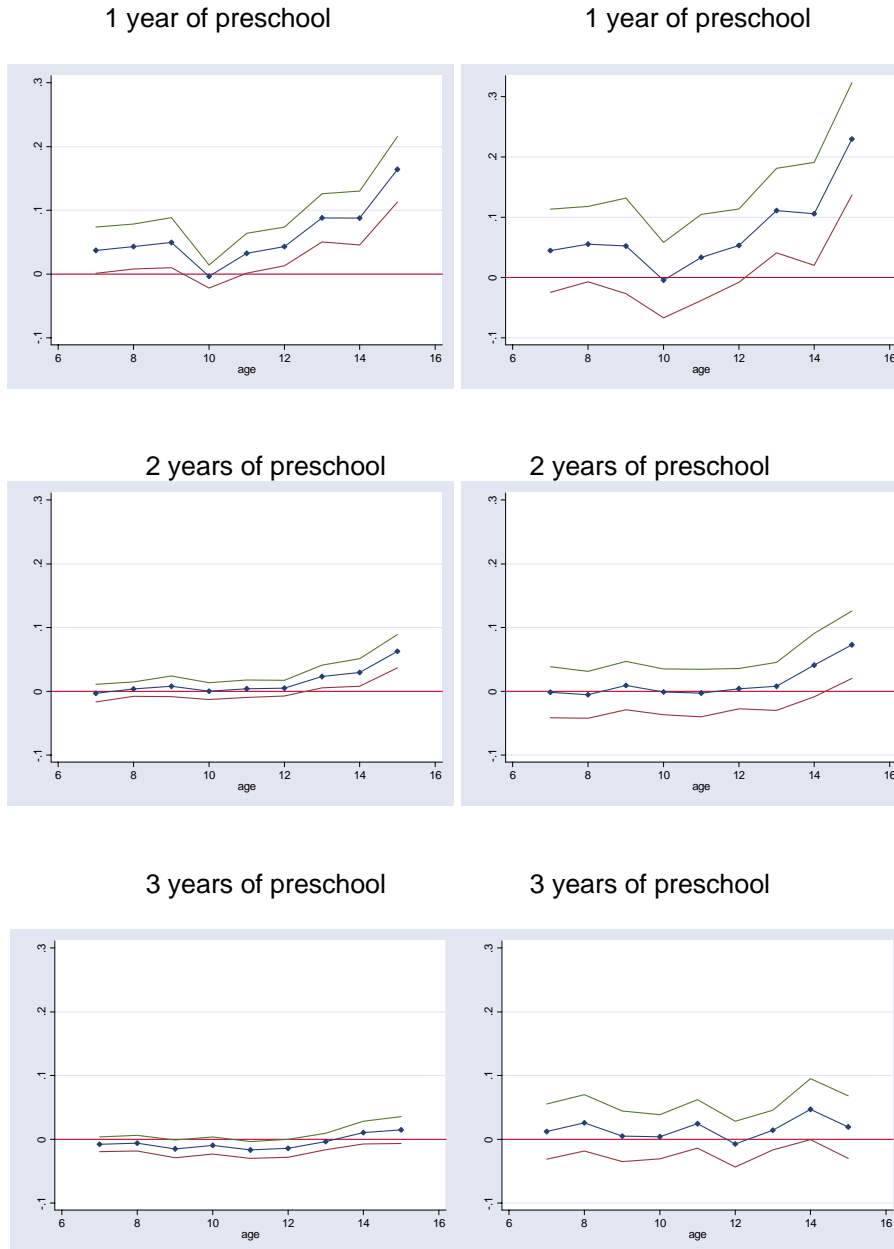 1 year of preschool
1 year of preschool
.3
.2
.1
0
-.1
6 8 10 12 14 16
age
.3
.2
.1
0
-.1
6 8 10 12 14 16
age
2 years of preschool
2 years of preschool
.3
.2
.1
0
-.1
6 8 10 12 14 16
age
.3
.2
.1
0
-.1
6 8 10 12 14 16
age
3 years of preschool
3 years of preschool
.3
.2
.1
0
-.1
6 8 10 12 14 16
age
.3
.2
.1
0
-.1
6 8 10 12 14 16
age